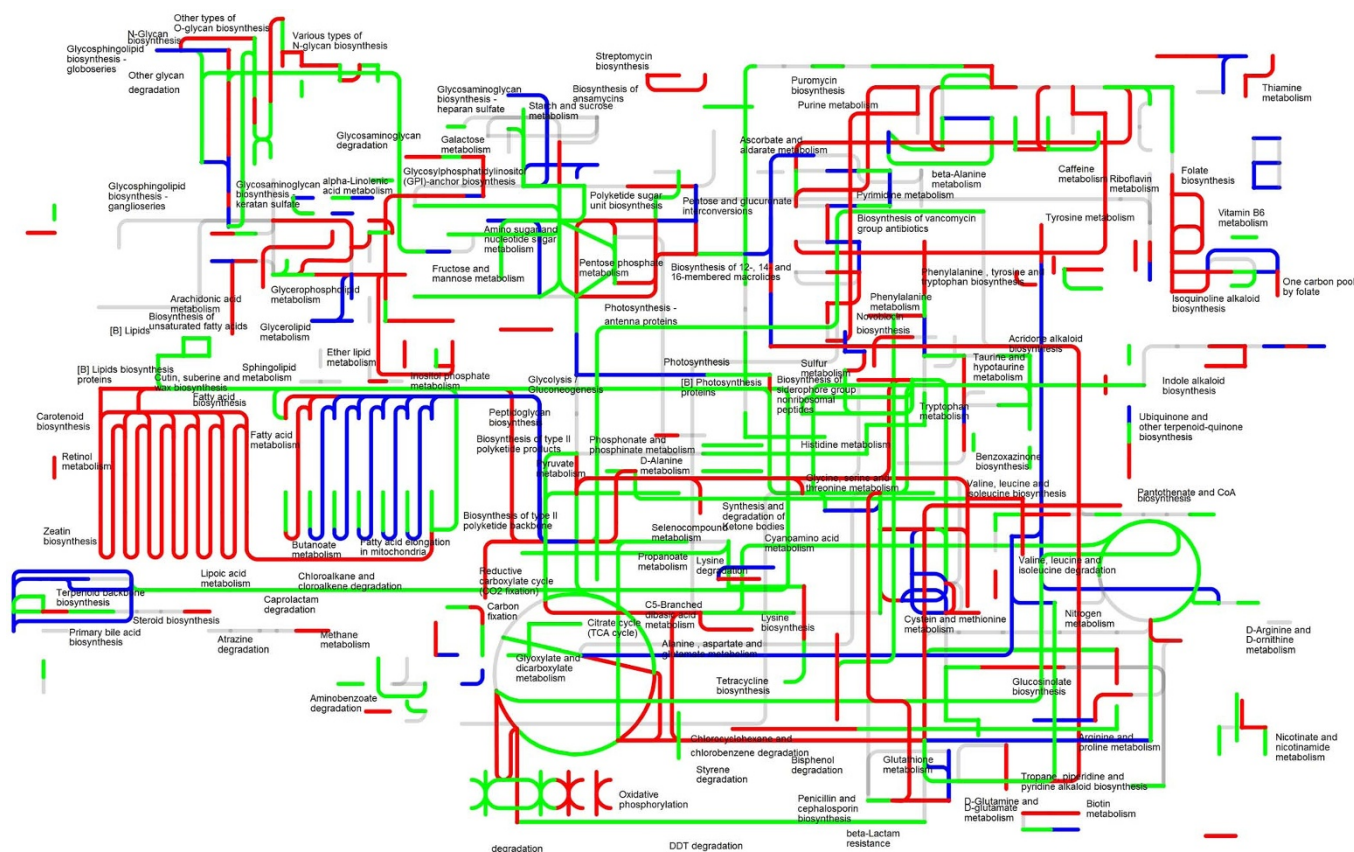 Other types of
O-glycan biosynthesis
N-Glycan
biosynthesis
Various types of
N-glycan biosynthesis
Glycosphingolipid
biosynthesis -
globoseries
Other glycan
degradation
Streptomycin
biosynthesis
Puromycin
biosynthesis
Purine metabolism
Thiamine
metabolism
Glycosaminoglycan
biosynthesis -
heparan sulfate
Biosynthesis of
ansamycins
Starch and sucrose
metabolism
Glycosaminoglycan
degradation
Galactose
metabolism
Ascorbate and
aldarate metabolism
Glycosylphosphatidylinositol
(GPI)-anchor biosynthesis
beta-Alanine
metabolism
Caffeine
metabolism
Riboflavin
metabolism
Folate
biosynthesis
Glycosphingolipid
biosynthesis -
ganglioseries
Glycosaminoglycan
biosynthesis -
keratan sulfate
alpha-Linolenic
acid metabolism
Polyketide sugar
unit biosynthesis
Pentose and glucuronate
interconversions
Pyrimidine metabolism
Biosynthesis of vancomycin
group antibiotics
Tyrosine metabolism
Vitamin B6
metabolism
Amino sugar and
nucleotide sugar
metabolism
Fructose and
mannose metabolism
Pentose phosphate
metabolism
Biosynthesis of 12-, 14- and
16-membered macrolides
Phenylalanine , tyrosine and
tryptophan biosynthesis
One carbon pool
by folate
Isoquinoline alkaloid
biosynthesis
Glycerophospholipid
metabolism
Arachidonic acid
metabolism
Biosynthesis of
unsaturated fatty acids
[B] Lipids
Glycerolipid
metabolism
Photosynthesis -
antenna proteins
Phenylalanine
metabolism
Novobiocin
biosynthesis
Acridone alkaloid
biosynthesis
Ether lipid
metabolism
Photosynthesis
Sulfur
metabolism
Taurine and
hypotaurine
metabolism
[B] Lipids biosynthesis
proteins
Sphingolipid
metabolism
Cutin, suberine and
wax biosynthesis
Inositol phosphate
metabolism
Glycolysis /
Gluconeogenesis
[B] Photosynthesis
proteins
Biosynthesis of
siderophore group
nonribosomal
peptides
Indole alkaloid
biosynthesis
Fatty acid
biosynthesis
Tryptophan
metabolism
Carotenoid
biosynthesis
Peptidoglycan
biosynthesis
Ubiquinone and
other terpenoid-quinone
biosynthesis
Fatty acid
metabolism
Biosynthesis of type II
polyketide products
Phosphonate and
phosphinate metabolism
Histidine metabolism
Benzoxazinone
biosynthesis
Retinol
metabolism
Pyruvate
metabolism
D-Alanine
metabolism
Glycine, serine and
threonine metabolism
Valine, leucine and
isoleucine biosynthesis
Pantothenate and CoA
biosynthesis
Zeatin
biosynthesis
Biosynthesis of type II
polyketide backbone
Synthesis and
degradation of
Ketone bodies
Selenocompound
metabolism
Cyanoamino acid
metabolism
Butanoate
metabolism
Fatty acid elongation
in mitochondria
Propanoate
metabolism
Lysine
degradation
Valine, leucine and
isoleucine degradation
Lipoic acid
metabolism
Chloroalkane and
chloroalkene degradation
Reductive
carboxylate cycle
(CO2 fixation)
Terpenoid backbone
biosynthesis
Caprolactam
degradation
Carbon
fixation
C5-Branched
dibasic acid
metabolism
Lysine
biosynthesis
Cystein and methionine
metabolism
Nitrogen
metabolism
Steroid biosynthesis
Primary bile acid
biosynthesis
Atrazine
degradation
Methane
metabolism
Citrate cycle
(TCA cycle)
Alanine , aspartate and
glutamate metabolism
D-Arginine and
D-ornithine
metabolism
Glyoxylate and
dicarboxylate
metabolism
Tetracycline
biosynthesis
Glucosinolate
biosynthesis
Aminobenzoate
degradation
Chlorocyclohexane and
chlorobenzene degradation
Arginine and
proline metabolism
Nicotinate and
nicotinamide
metabolism
Styrene
degradation
Bisphenol
degradation
Glutathione
metabolism
Tropane, piperidine and
pyridine alkaloid biosynthesis
Oxidative
phosphorylation
Penicillin and
cephalosporin
biosynthesis
D-Glutamine and
D-glutamate
metabolism
Biotin
metabolism
beta-Lactam
resistance
degradation
DDT degradation